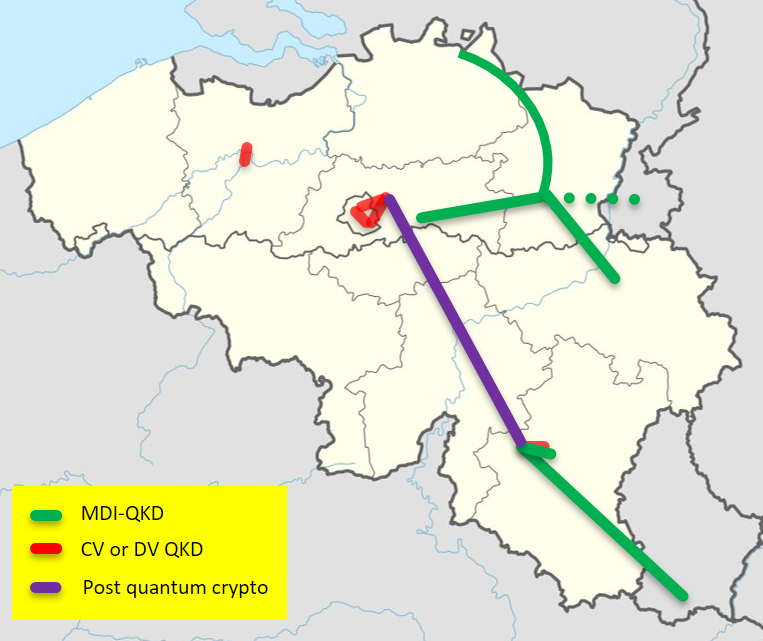 MDI-QKD
CV or DV QKD
Post quantum crypto